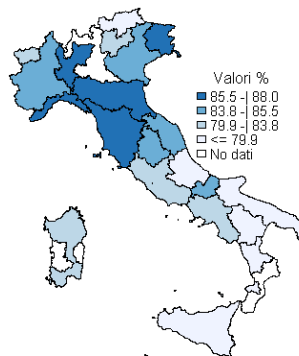 Valori %
85.5 -| 88.0
83.8 -| 85.5
79.9 -| 83.8
<= 79.9
No dati